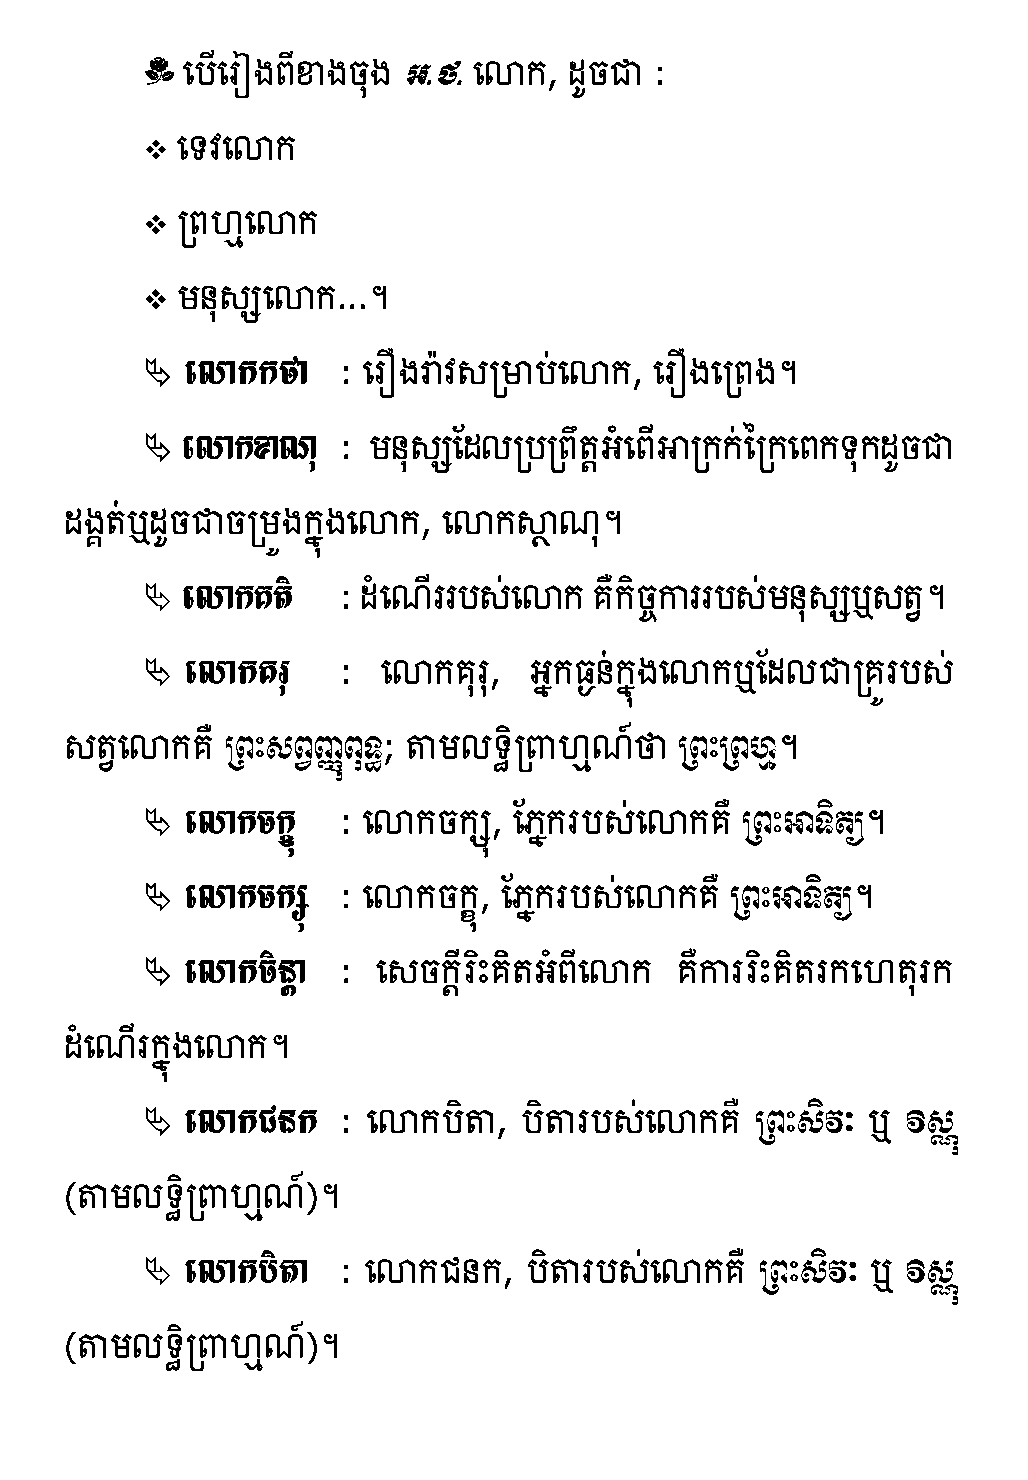 បើរៀងពីខាងចុង អ.ថ. លោក, ដូចជា :
❖ ទេវលោក
❖ ព្រហ្មលោក
❖ មនុស្សលោក...។
លោកកថា : រឿងរ៉ាវសម្រាប់លោក, រឿងព្រេង។
លោកខាណុ : មនុស្សដែលប្រព្រឹត្តអំពើអាក្រក់ក្រៃពេកទុកដូចជា
ដង្គត់ឬដូចជាចម្រូងក្នុងលោក, លោកស្ថាណុ។
លោកគតិ : ដំណើររបស់លោក គឺកិច្ចការរបស់មនុស្សឬសត្វ។
លោកគរុ : លោកគុរុ, អ្នកធ្ងន់ក្នុងលោកឬដែលជាគ្រូរបស់
សត្វលោកគឺ ព្រះសព្វញ្ញុពុទ្ធ; តាមលទ្ធិព្រាហ្មណ៍ថា ព្រះព្រហ្ម។
លោកចក្ខុ : លោកចក្សុ, ភ្នែករបស់លោកគឺ ព្រះអាទិត្យ។
លោកចក្សុ : លោកចក្ខុ, ភ្នែករបស់លោកគឺ ព្រះអាទិត្យ។
លោកចិន្តា : សេចក្ដីរិះគិតអំពីលោក គឺការរិះគិតរកហេតុរក
ដំណើរក្នុងលោក។
លោកជនក : លោកបិតា, បិតារបស់លោកគឺ ព្រះសិវៈ ឬ វិស្ណុ
(តាមលទ្ធិព្រាហ្មណ៍)។
លោកបិតា : លោកជនក, បិតារបស់លោកគឺ ព្រះសិវៈ ឬ វិស្ណុ
(តាមលទ្ធិព្រាហ្មណ៍)។